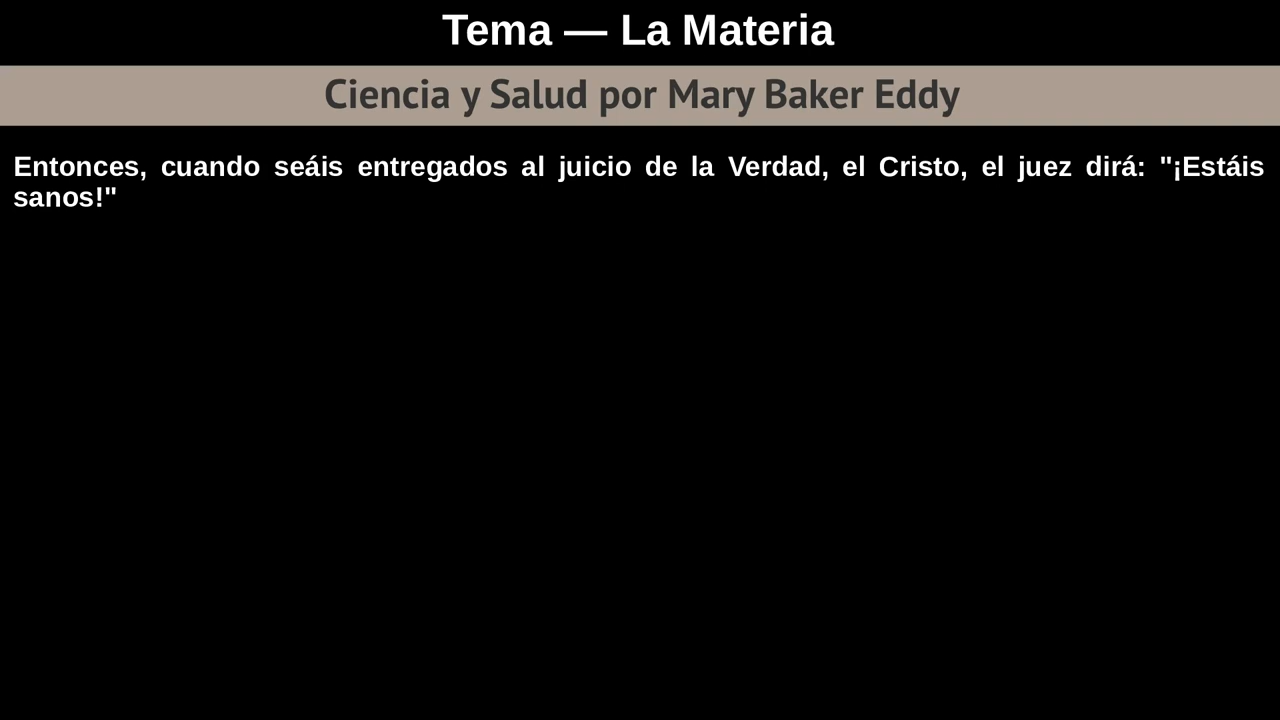 Tema — La Materia
Ciencia y Salud por Mary Baker Eddy
Entonces, cuando seáis entregados al juicio de la Verdad, el Cristo, el juez dirá: "¡Estáis
sanos!"